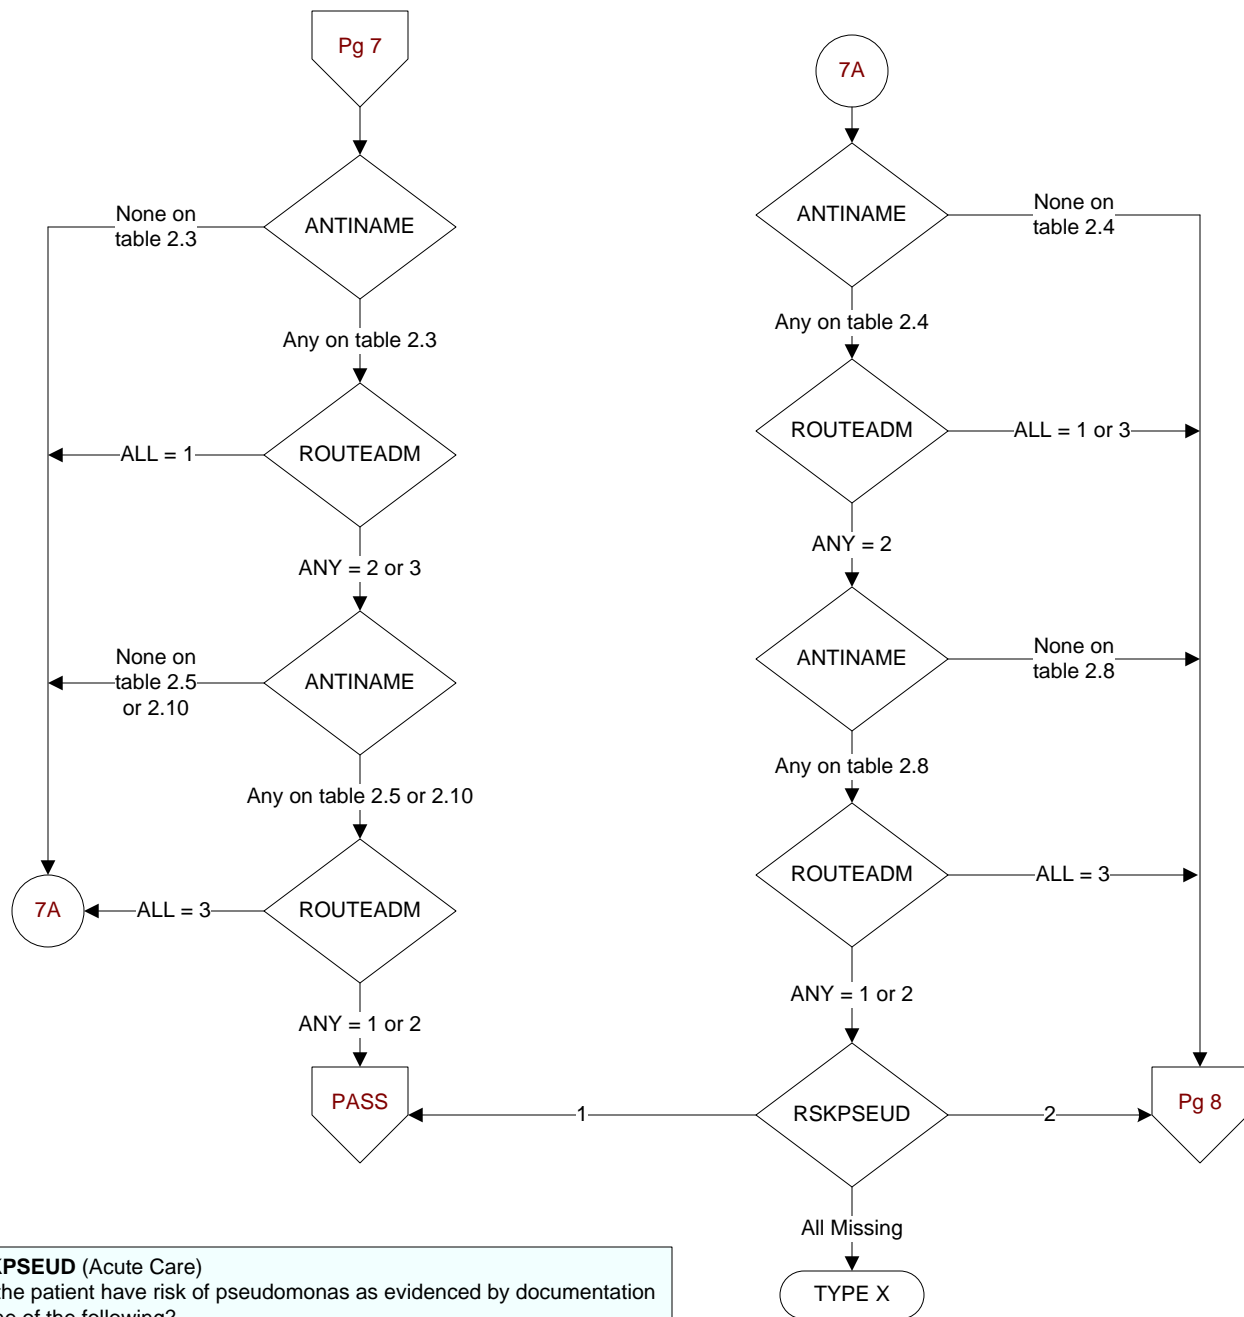 Pg 7
ANTINAME
None on
table 2.3
Any on table 2.3
ROUTEADM
ALL = 1
ANY = 2 or 3
ANTINAME
None on
table 2.5
or 2.10
Any on table 2.5 or 2.10
ROUTEADM
ALL = 3
7A
ANY = 1 or 2
PASS
7A
ANTINAME
None on
table 2.4
Any on table 2.4
ROUTEADM
ALL = 1 or 3
ANY = 2
ANTINAME
None on
table 2.8
Any on table 2.8
ROUTEADM
ALL = 3
ANY = 1 or 2
RSKPSEUD
1
2
Pg 8
All Missing
TYPE X
KPSEUD (Acute Care)
the patient have risk of pseudomonas as evidenced by documentation
of the following?